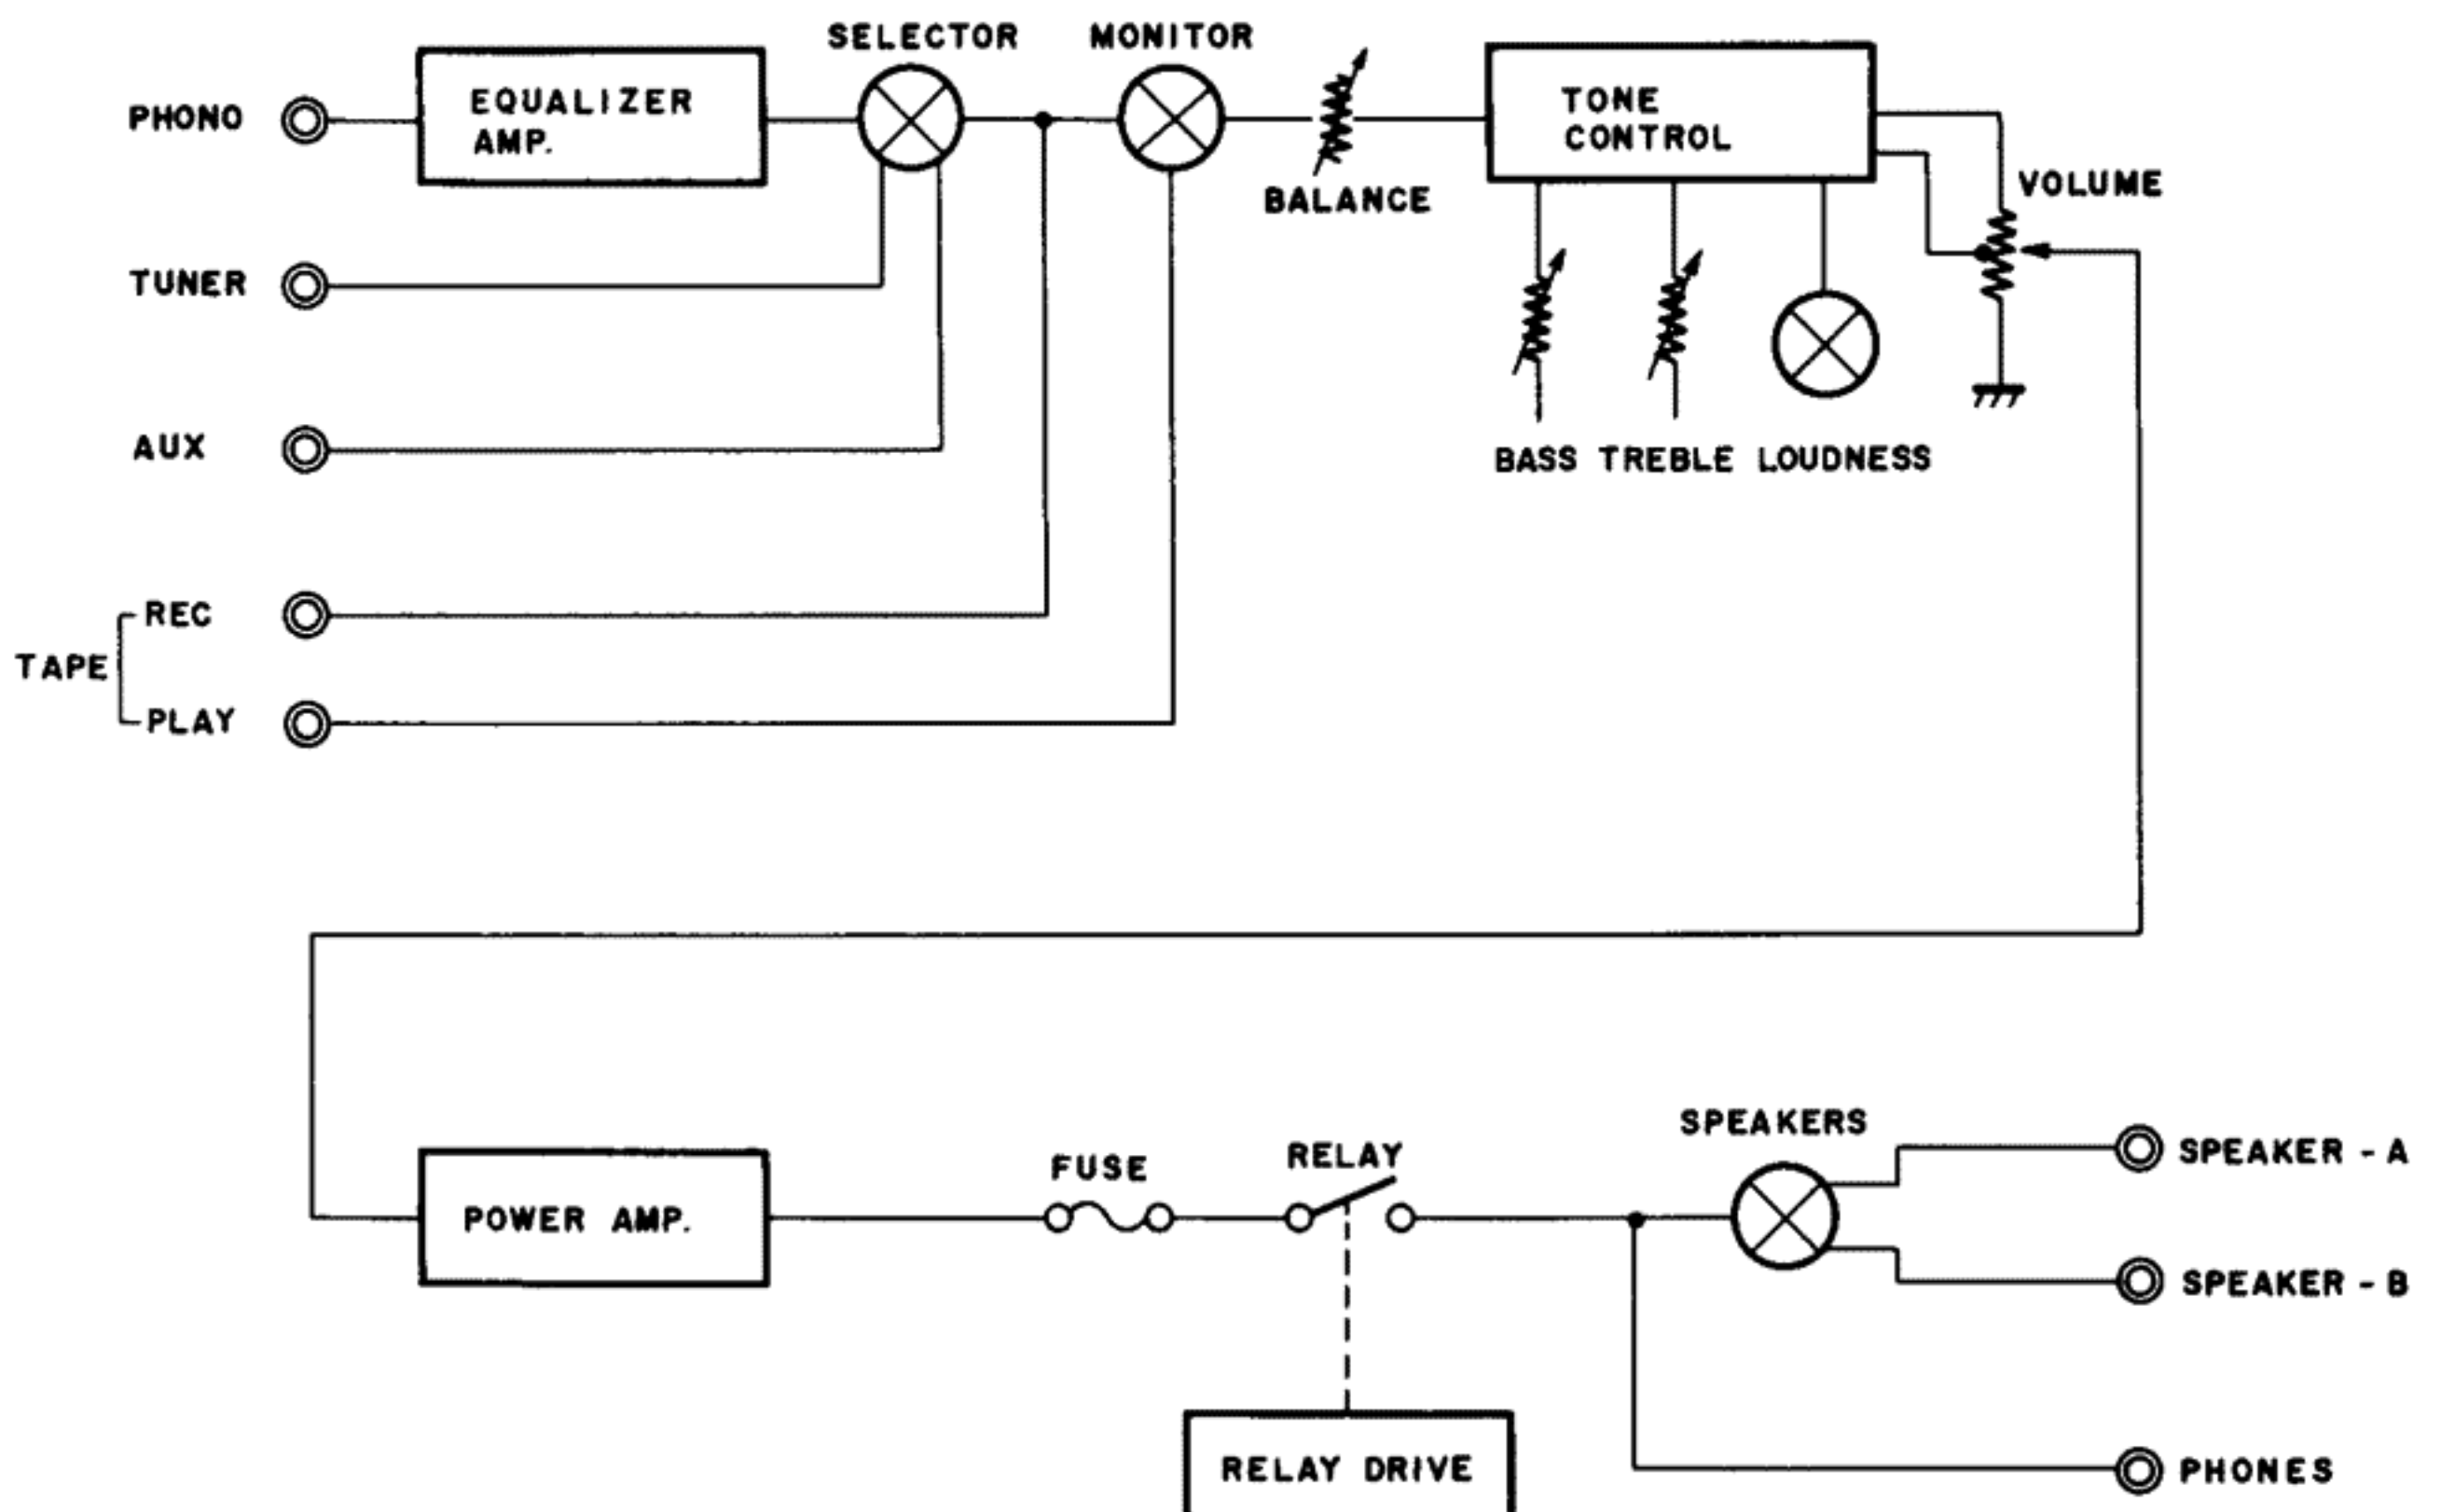 SELECTOR
MONITOR
PHONO
EQUALIZER
AMP.
TONE
CONTROL
BALANCE
VOLUME
TUNER
AUX
BASS TREBLE LOUDNESS
REC
TAPE
PLAY
SPEAKERS
FUSE
RELAY
SPEAKER - A
POWER AMP.
SPEAKER - B
RELAY DRIVE
PHONES